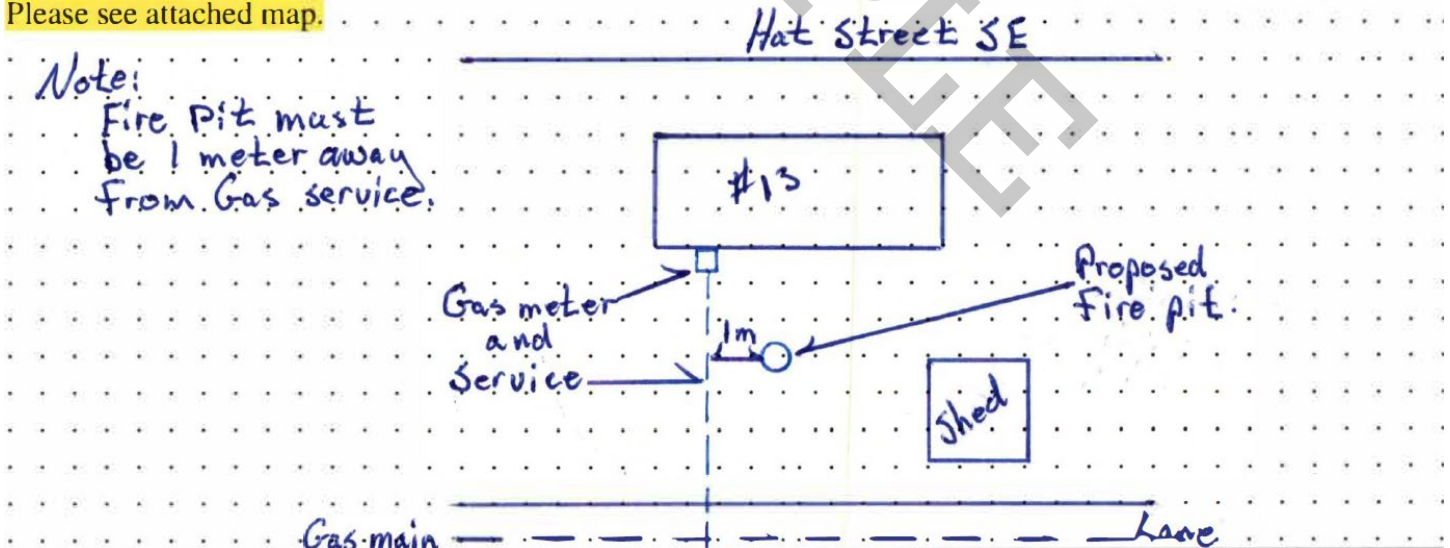 Please see attached map.
Hat Street SE
Note:
Fire Pit must
be 1 meter away
from Gas service.
#13
Gas meter
and
Service
1m
Proposed
Fire pit.
Shed
Gas main
Lane